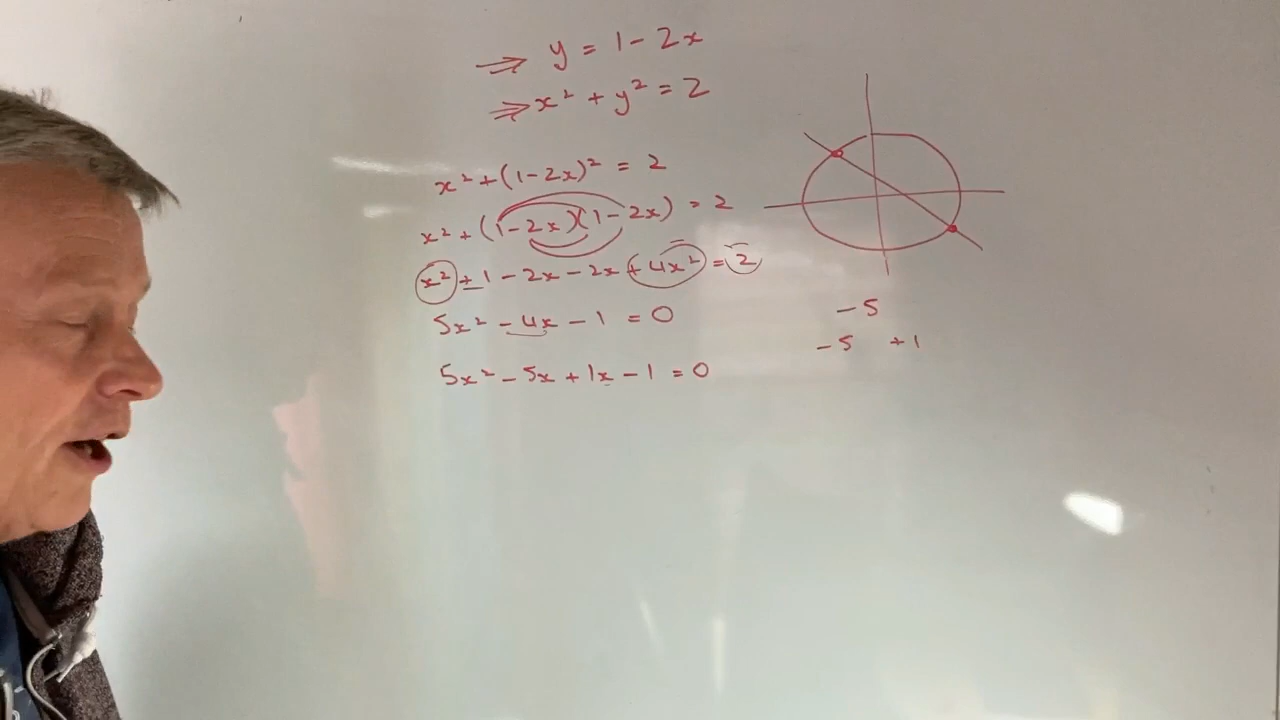 ⇒ y = 1 - 2x
⇒ x² + y² = 2
x² + (1-2x)² = 2
x² + (1-2x)(1-2x) = 2
x² + 1 - 2x - 2x + 4x² = 2
5x² - 4x - 1 = 0
5x² - 5x + 1x - 1 = 0
-5
-5 +1